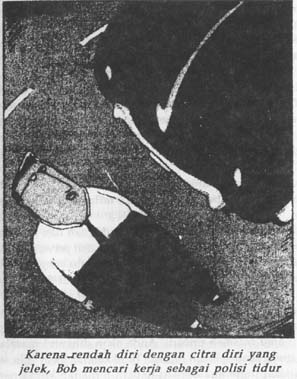 Karena rendah diri dengan citra diri yang
jelek, Bob mencari kerja sebagai polisi tidur